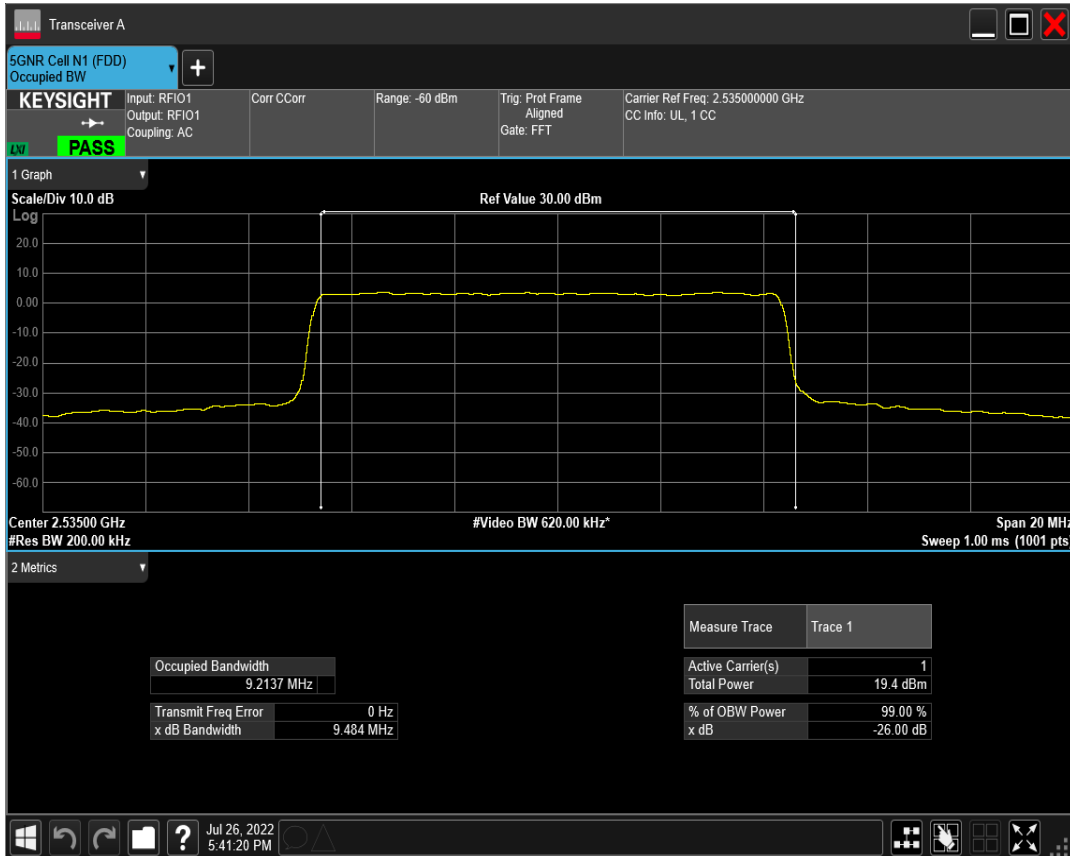 Transceiver A
5GNR Cell N1 (FDD)
Occupied BW
+
KEYSIGHT
LXI
PASS
Input: RFIO1
Output: RFIO1
Coupling: AC
Corr CCorr
Range: -60 dBm
Trig: Prot Frame
Aligned
Gate: FFT
Carrier Ref Freq: 2.535000000 GHz
CC Info: UL, 1 CC
1 Graph
Scale/Div 10.0 dB
Ref Value 30.00 dBm
Log
20.0
10.0
0.00
-10.0
-20.0
-30.0
-40.0
-50.0
-60.0
Center 2.53500 GHz
#Video BW 620.00 kHz*
Span 20 MHz
#Res BW 200.00 kHz
Sweep 1.00 ms (1001 pts)
2 Metrics
Measure Trace Trace 1
Occupied Bandwidth
9.2137 MHz
Active Carrier(s) 1
Total Power 19.4 dBm
Transmit Freq Error 0 Hz
x dB Bandwidth 9.484 MHz
% of OBW Power 99.00 %
x dB -26.00 dB
?
Jul 26, 2022
5:41:20 PM